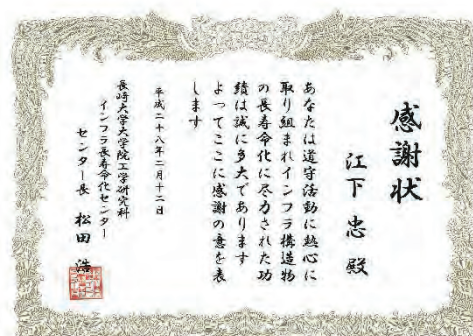 感謝状
江下忠殿
あなたは道守活動に熱心に
取り組まれインフラ構造物
の長寿命化に尽力された功
績は誠に多大であります
よってここに感謝の意を表
します
平成二十八年二月十二日
長崎大学大学院工学研究科
インフラ長寿命化センター
センター長 松田浩